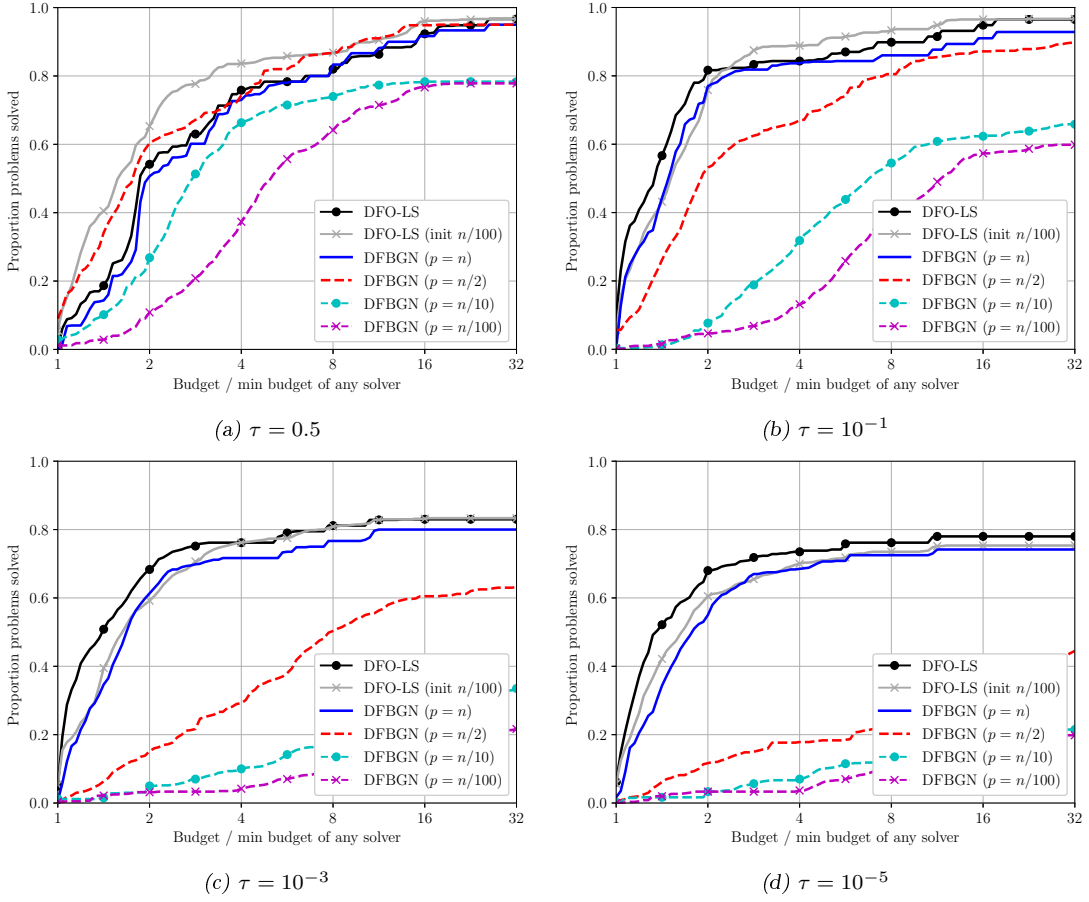 1.0
0.8
0.6
0.4
0.2
0.0
Proportion problems solved
DFO-LS
DFO-LS (init n/100)
DFBGN (p = n)
DFBGN (p = n/2)
DFBGN (p = n/10)
DFBGN (p = n/100)
1 2 4 8 16 32
Budget / min budget of any solver
(a) τ = 0.5
1.0
0.8
0.6
0.4
0.2
0.0
Proportion problems solved
DFO-LS
DFO-LS (init n/100)
DFBGN (p = n)
DFBGN (p = n/2)
DFBGN (p = n/10)
DFBGN (p = n/100)
1 2 4 8 16 32
Budget / min budget of any solver
(b) τ = 10⁻¹
1.0
0.8
0.6
0.4
0.2
0.0
Proportion problems solved
DFO-LS
DFO-LS (init n/100)
DFBGN (p = n)
DFBGN (p = n/2)
DFBGN (p = n/10)
DFBGN (p = n/100)
1 2 4 8 16 32
Budget / min budget of any solver
(c) τ = 10⁻³
1.0
0.8
0.6
0.4
0.2
0.0
Proportion problems solved
DFO-LS
DFO-LS (init n/100)
DFBGN (p = n)
DFBGN (p = n/2)
DFBGN (p = n/10)
DFBGN (p = n/100)
1 2 4 8 16 32
Budget / min budget of any solver
(d) τ = 10⁻⁵